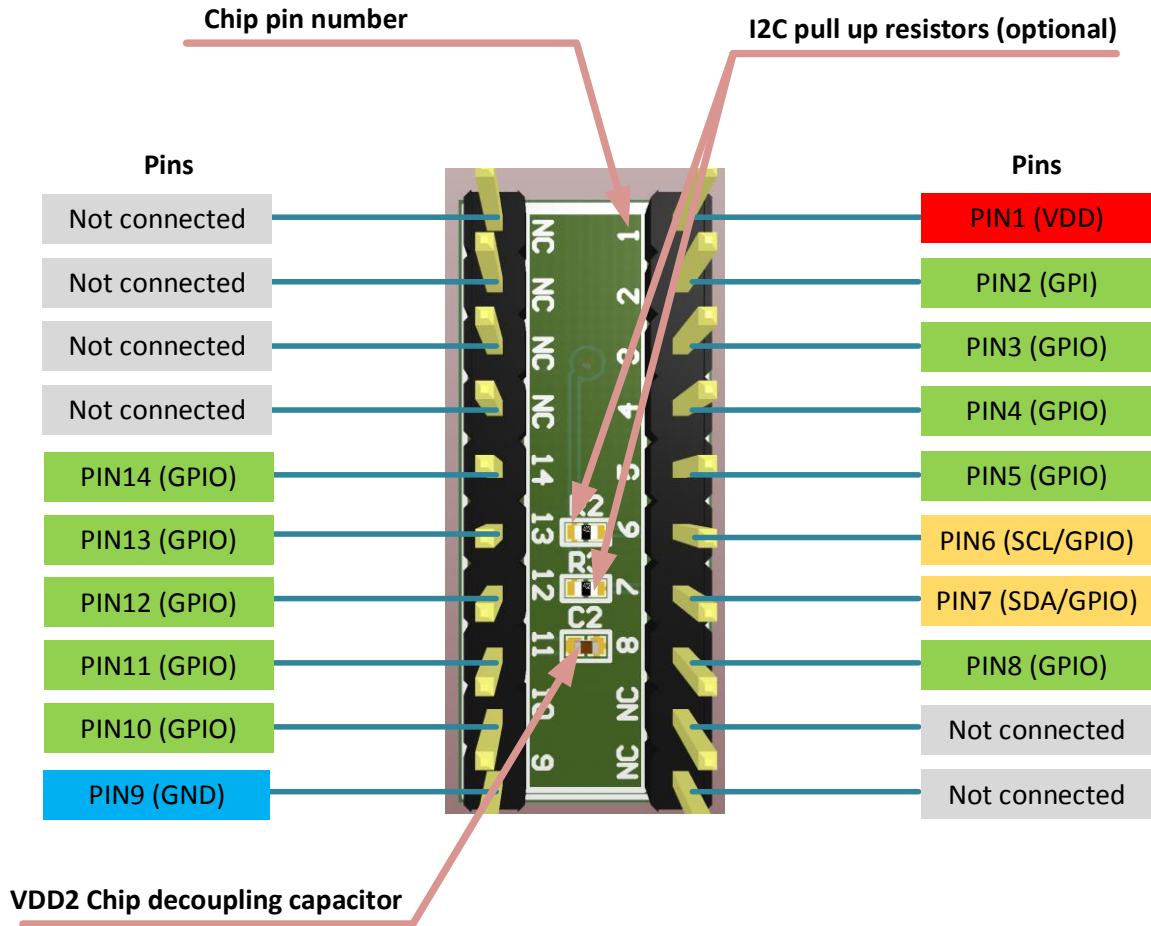 Chip pin number
I2C pull up resistors (optional)
Pins
Not connected
Not connected
Not connected
Not connected
PIN14 (GPIO)
PIN13 (GPIO)
PIN12 (GPIO)
PIN11 (GPIO)
PIN10 (GPIO)
PIN9 (GND)
NC
NC
NC
NC
14
13
12
11
10
9
R2
R3
C2
1
2
3
4
5
6
7
8
NC
NC
Pins
PIN1 (VDD)
PIN2 (GPI)
PIN3 (GPIO)
PIN4 (GPIO)
PIN5 (GPIO)
PIN6 (SCL/GPIO)
PIN7 (SDA/GPIO)
PIN8 (GPIO)
Not connected
Not connected
VDD2 Chip decoupling capacitor